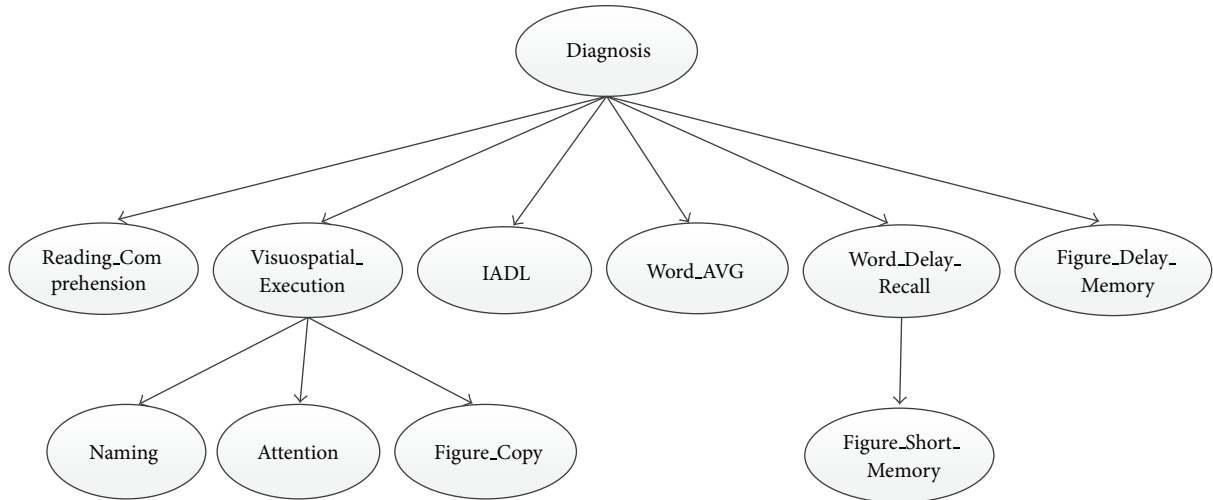 Diagnosis
Reading_Com
prehension
Visuospatial_
Execution
IADL
Word_AVG
Word_Delay_
Recall
Figure_Delay_
Memory
Naming
Attention
Figure_Copy
Figure_Short_
Memory